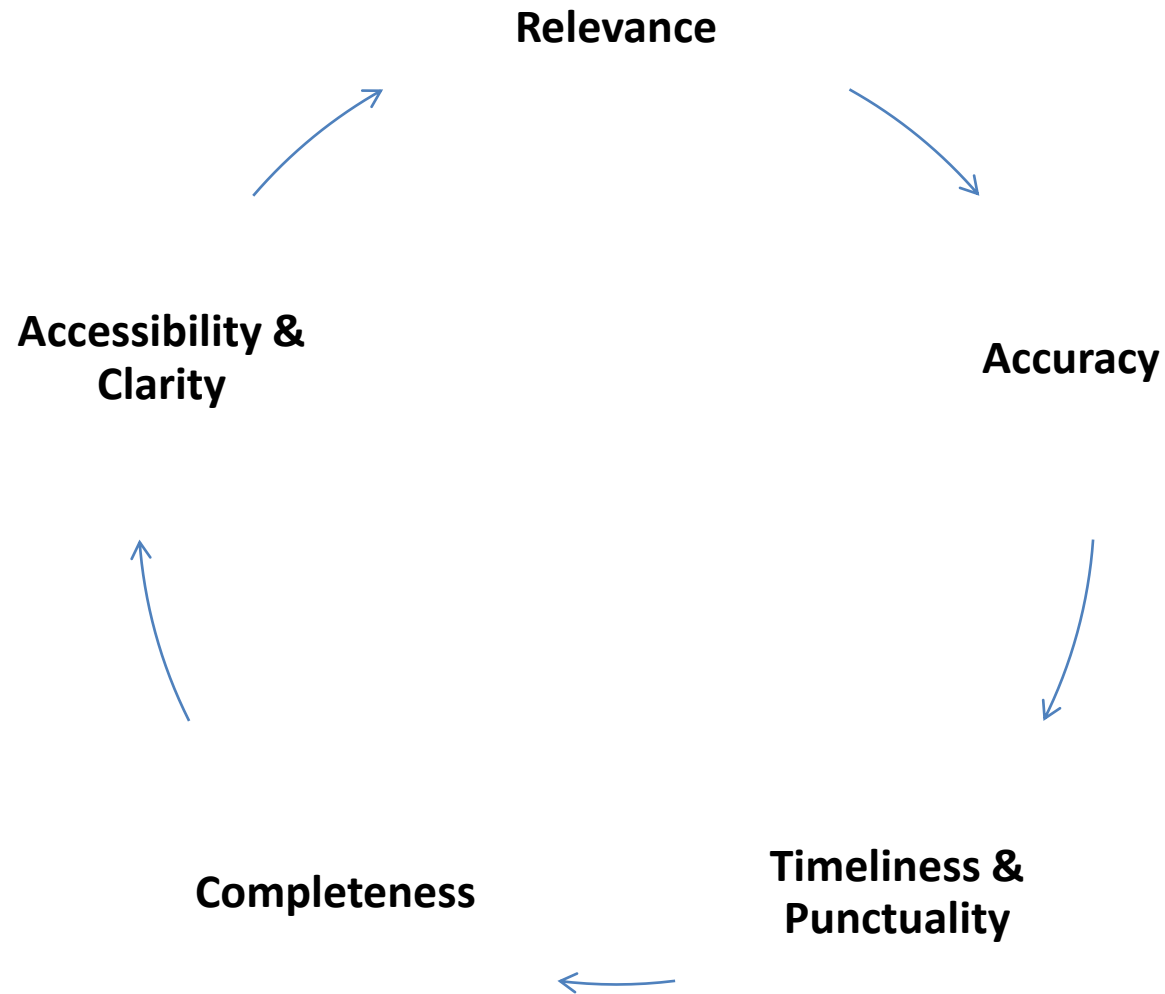 Relevance
Accuracy
Timeliness &
Punctuality
Completeness
Accessibility &
Clarity